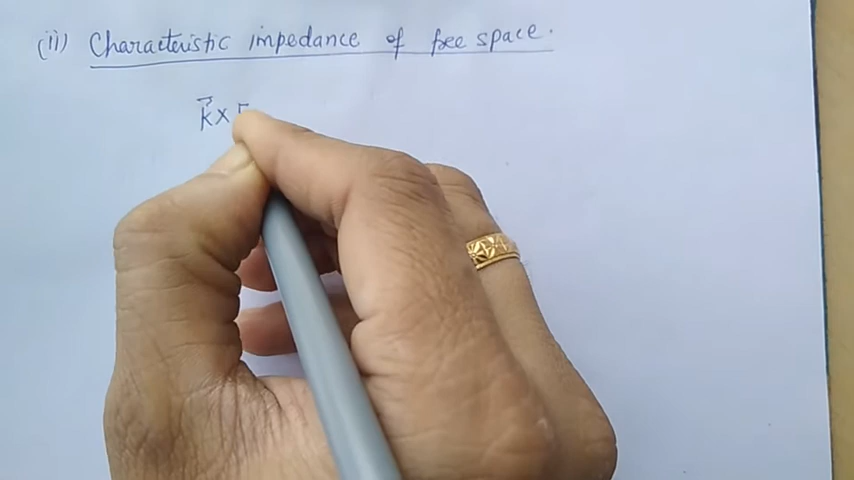 (ii) Characteristic impedance of free space.
k⃗ ×